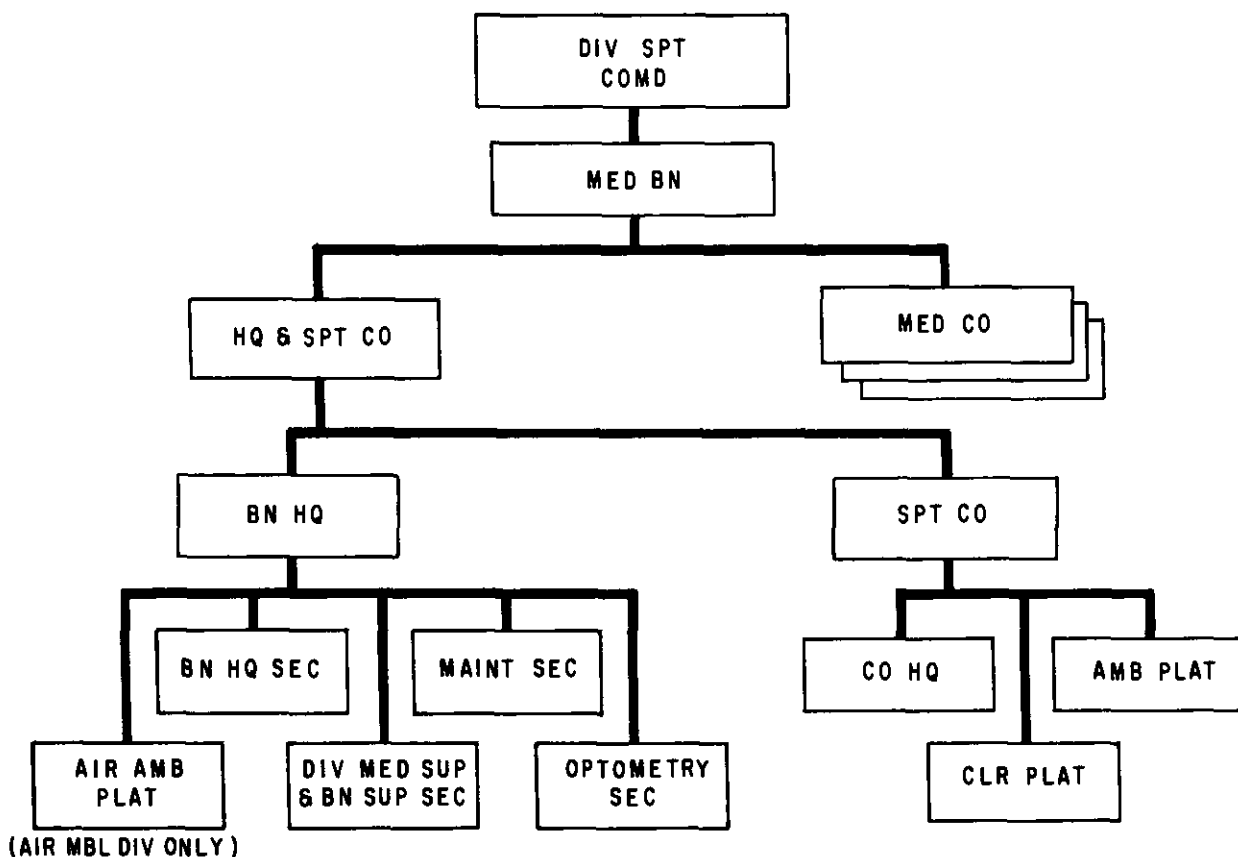 DIV SPT
COMD
MED BN
HQ & SPT CO
MED CO
BN HQ
SPT CO
BN HQ SEC
MAINT SEC
CO HQ
AMB PLAT
AIR AMB
PLAT
DIV MED SUP
& BN SUP SEC
OPTOMETRY
SEC
CLR PLAT
(AIR MBL DIV ONLY)